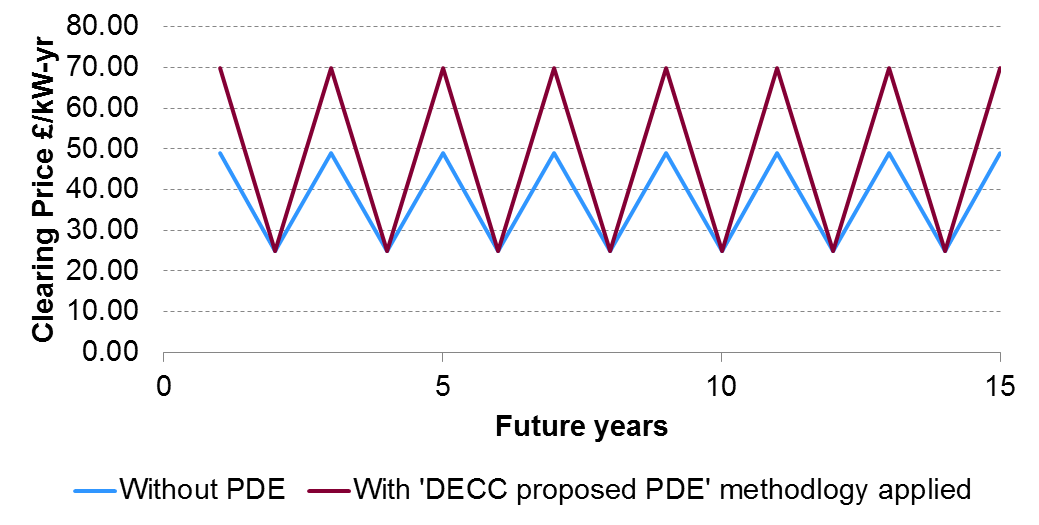 80.00
70.00
60.00
50.00
40.00
30.00
20.00
10.00
0.00
Clearing Price £/kW-yr
0 5 10 15
Future years
Without PDE With 'DECC proposed PDE' methodlogy applied